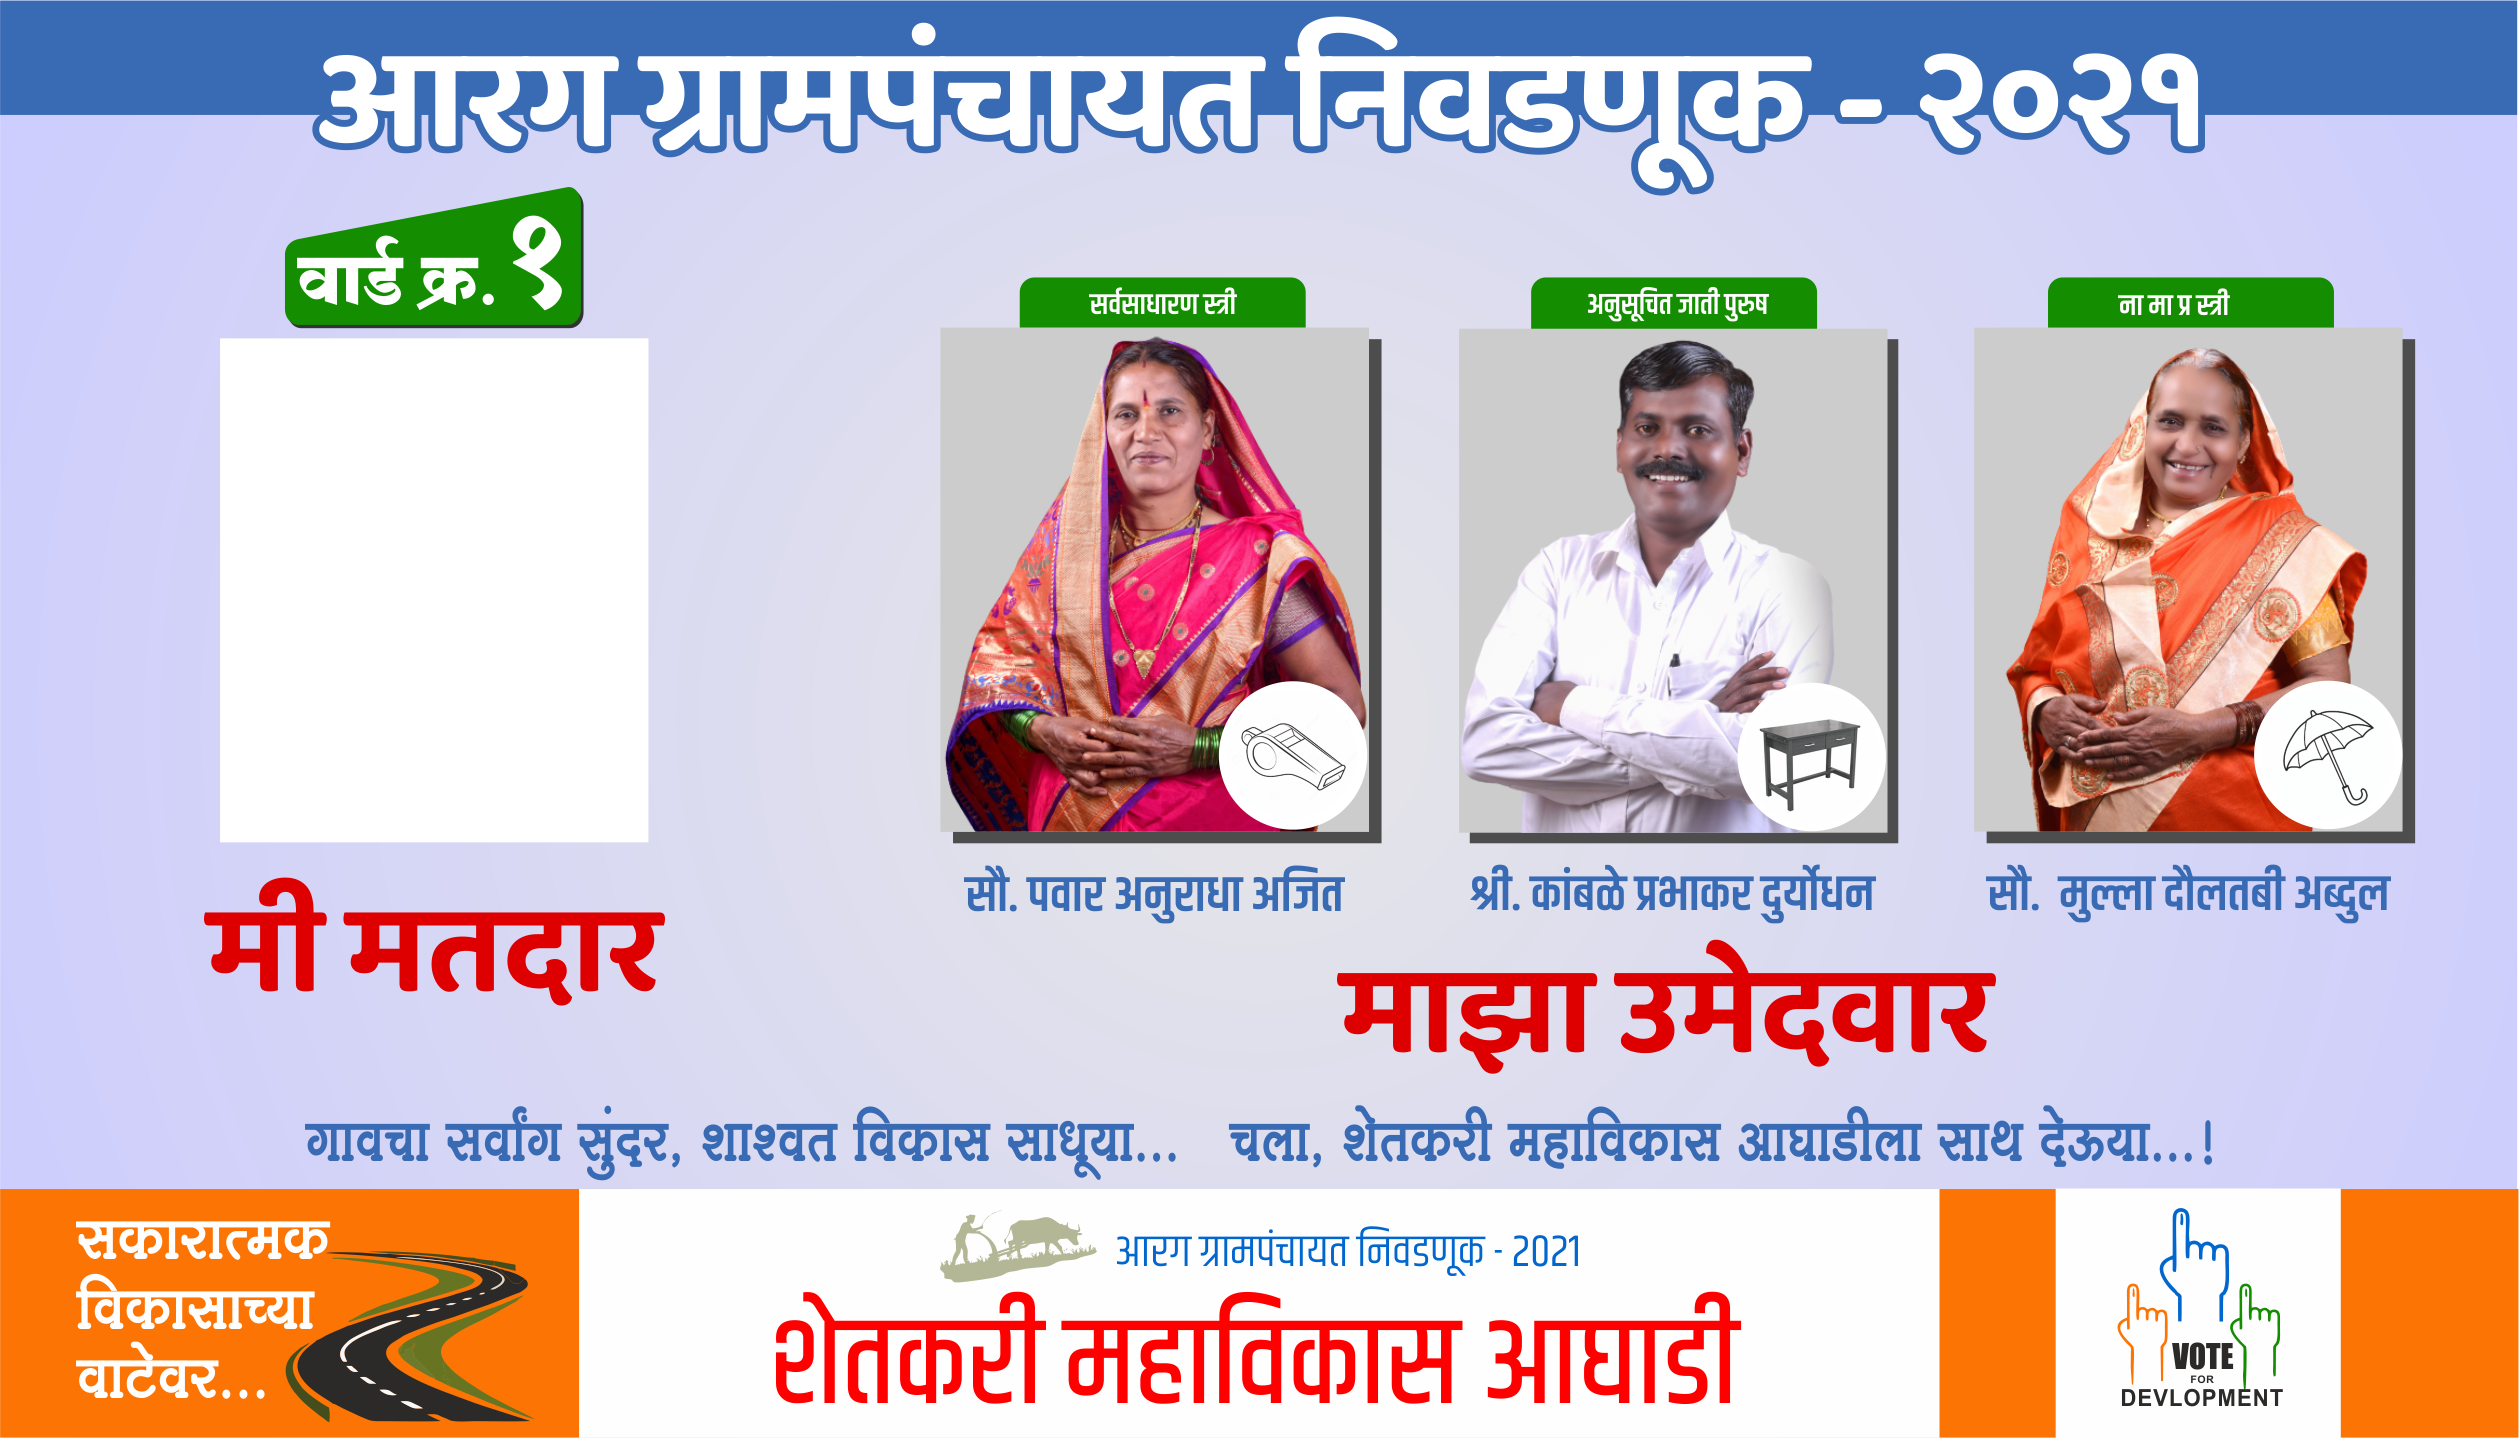 आरग ग्रामपंचायत निवडणूक - २०२१
वार्ड क्र. १
सर्वसाधारण स्त्री
अनुसूचित जाती पुरुष
ना मा प्र स्त्री
सौ. पवार अनुराधा अजित
श्री. कांबळे प्रभाकर दुर्योधन
सौ. मुल्ला दौलतबी अब्दुल
मी मतदार
माझा उमेदवार
गावचा सर्वांग सुंदर, शाश्वत विकास साधूया... चला, शेतकरी महाविकास आघाडीला साथ देऊया...!
सकारात्मक
विकासाच्या
वाटेवर...
आरग ग्रामपंचायत निवडणूक - 2021
शेतकरी महाविकास आघाडी
VOTE
FOR
DEVLOPMENT